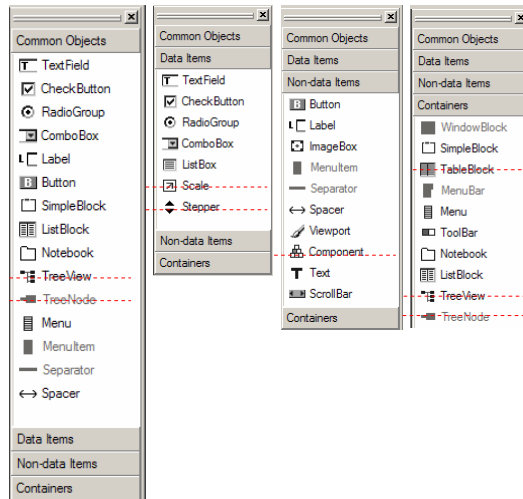 Common Objects
TextField
CheckButton
RadioGroup
ComboBox
Label
Button
SimpleBlock
ListBlock
Notebook
TreeView
TreeNode
Menu
MenuItem
Separator
Spacer
Data Items
Non-data Items
Containers
Common Objects
Data Items
TextField
CheckButton
RadioGroup
ComboBox
ListBox
Scale
Stepper
Non-data Items
Containers
Common Objects
Data Items
Non-data Items
Button
Label
ImageBox
MenuItem
Separator
Spacer
Viewport
Component
Text
ScrollBar
Containers
Common Objects
Data Items
Non-data Items
Containers
WindowBlock
SimpleBlock
TableBlock
MenuBar
Menu
ToolBar
Notebook
ListBlock
TreeView
TreeNode